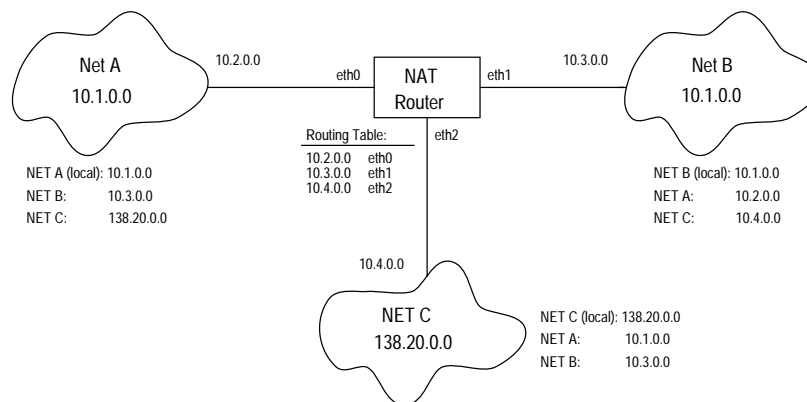 Net A
10.1.0.0
10.2.0.0
eth0
NAT
Router
eth1
10.3.0.0
Net B
10.1.0.0
eth2
Routing Table:
10.2.0.0 eth0
10.3.0.0 eth1
10.4.0.0 eth2
NET A (local): 10.1.0.0
NET B: 10.3.0.0
NET C: 138.20.0.0
NET B (local): 10.1.0.0
NET A: 10.2.0.0
NET C: 10.4.0.0
10.4.0.0
NET C
138.20.0.0
NET C (local): 138.20.0.0
NET A: 10.1.0.0
NET B: 10.3.0.0